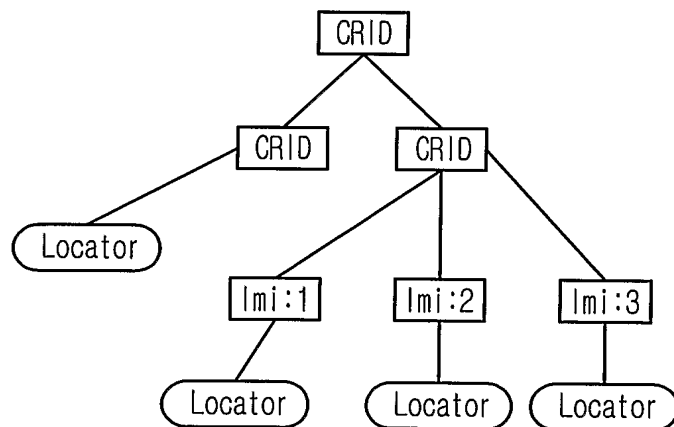 CRID
CRID
CRID
Locator
Imi:1
Imi:2
Imi:3
Locator
Locator
Locator